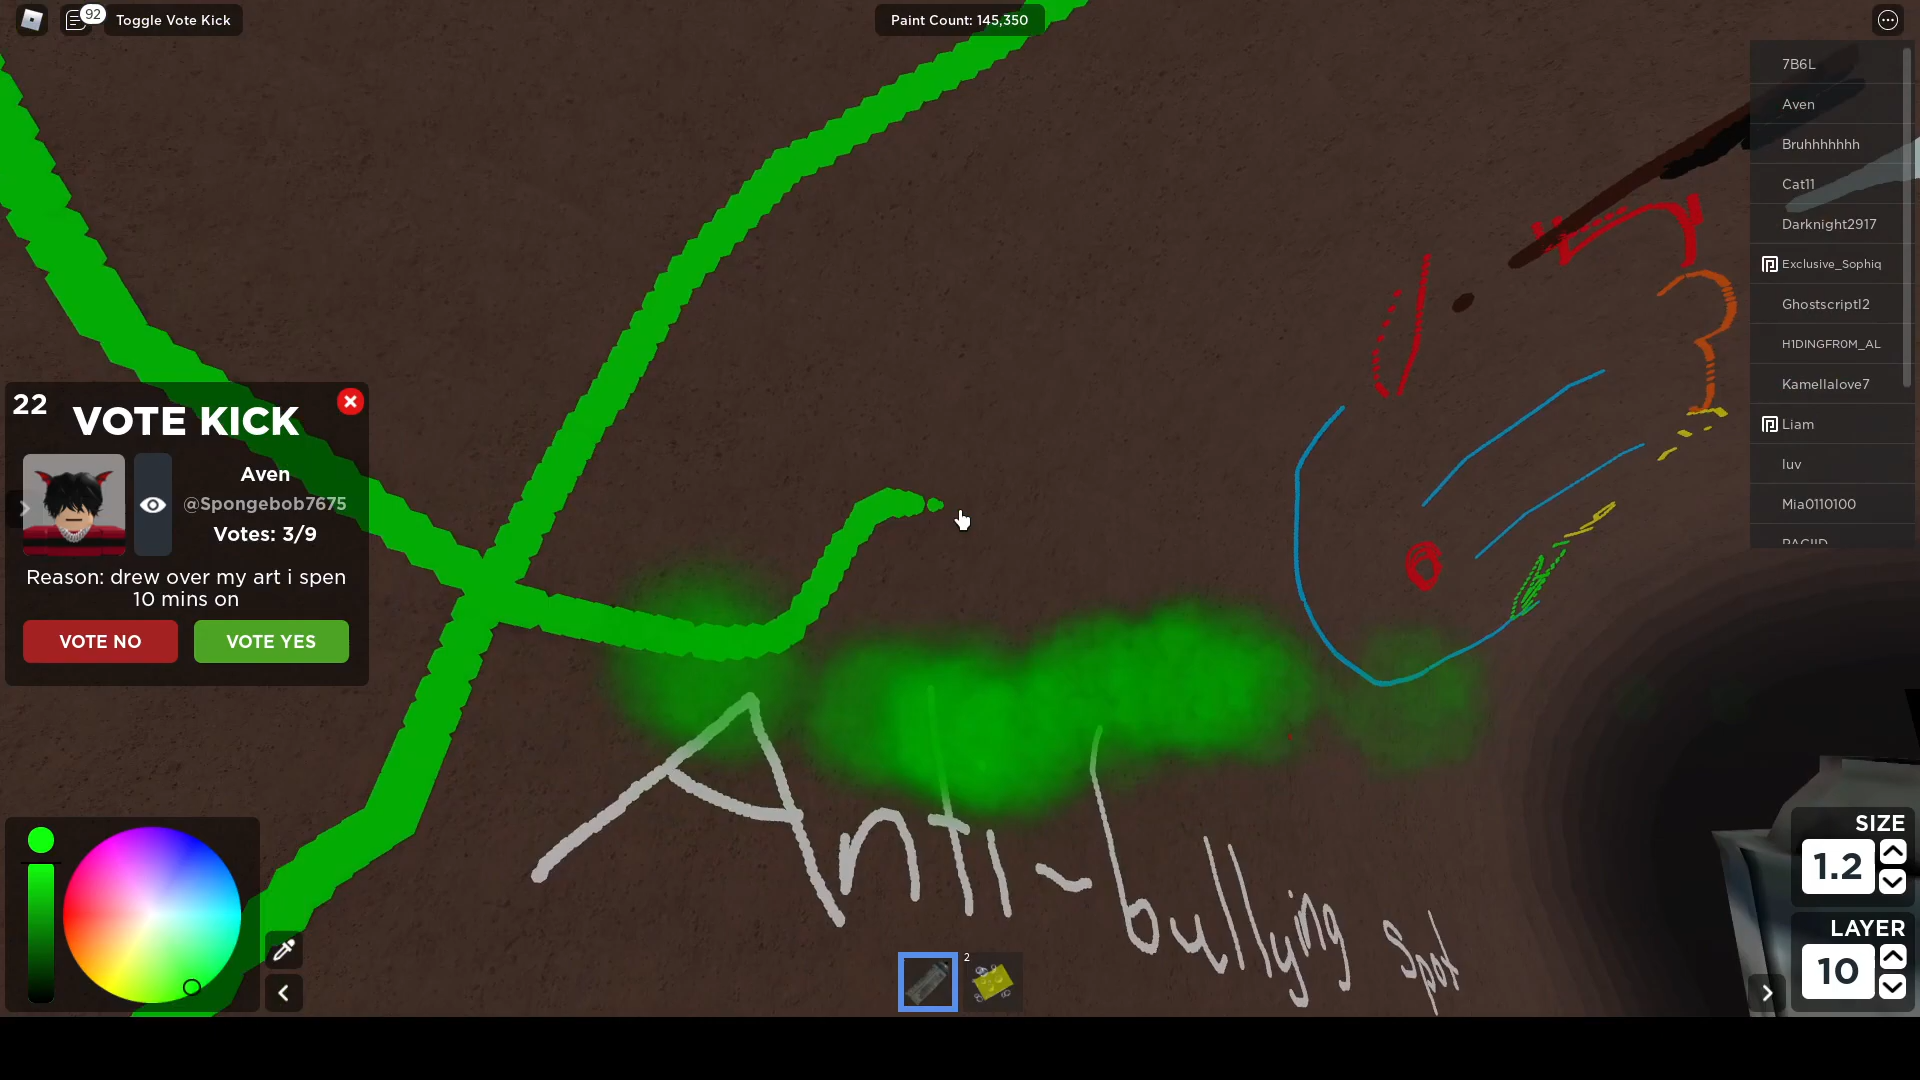 92
Toggle Vote Kick
Paint Count: 145,350
7B6L
Aven
Bruhhhhhhh
Cat11
Darknight2917
Exclusive_Sophiq
Ghostscriptl2
H1DINGFR0M_AL
Kamellalove7
Liam
luv
Mia0110100
22
VOTE KICK
Aven
@Spongebob7675
Votes: 3/9
Reason: drew over my art i spen
10 mins on
VOTE NO
VOTE YES
Anti-bullying spot
2
SIZE
1.2
LAYER
10